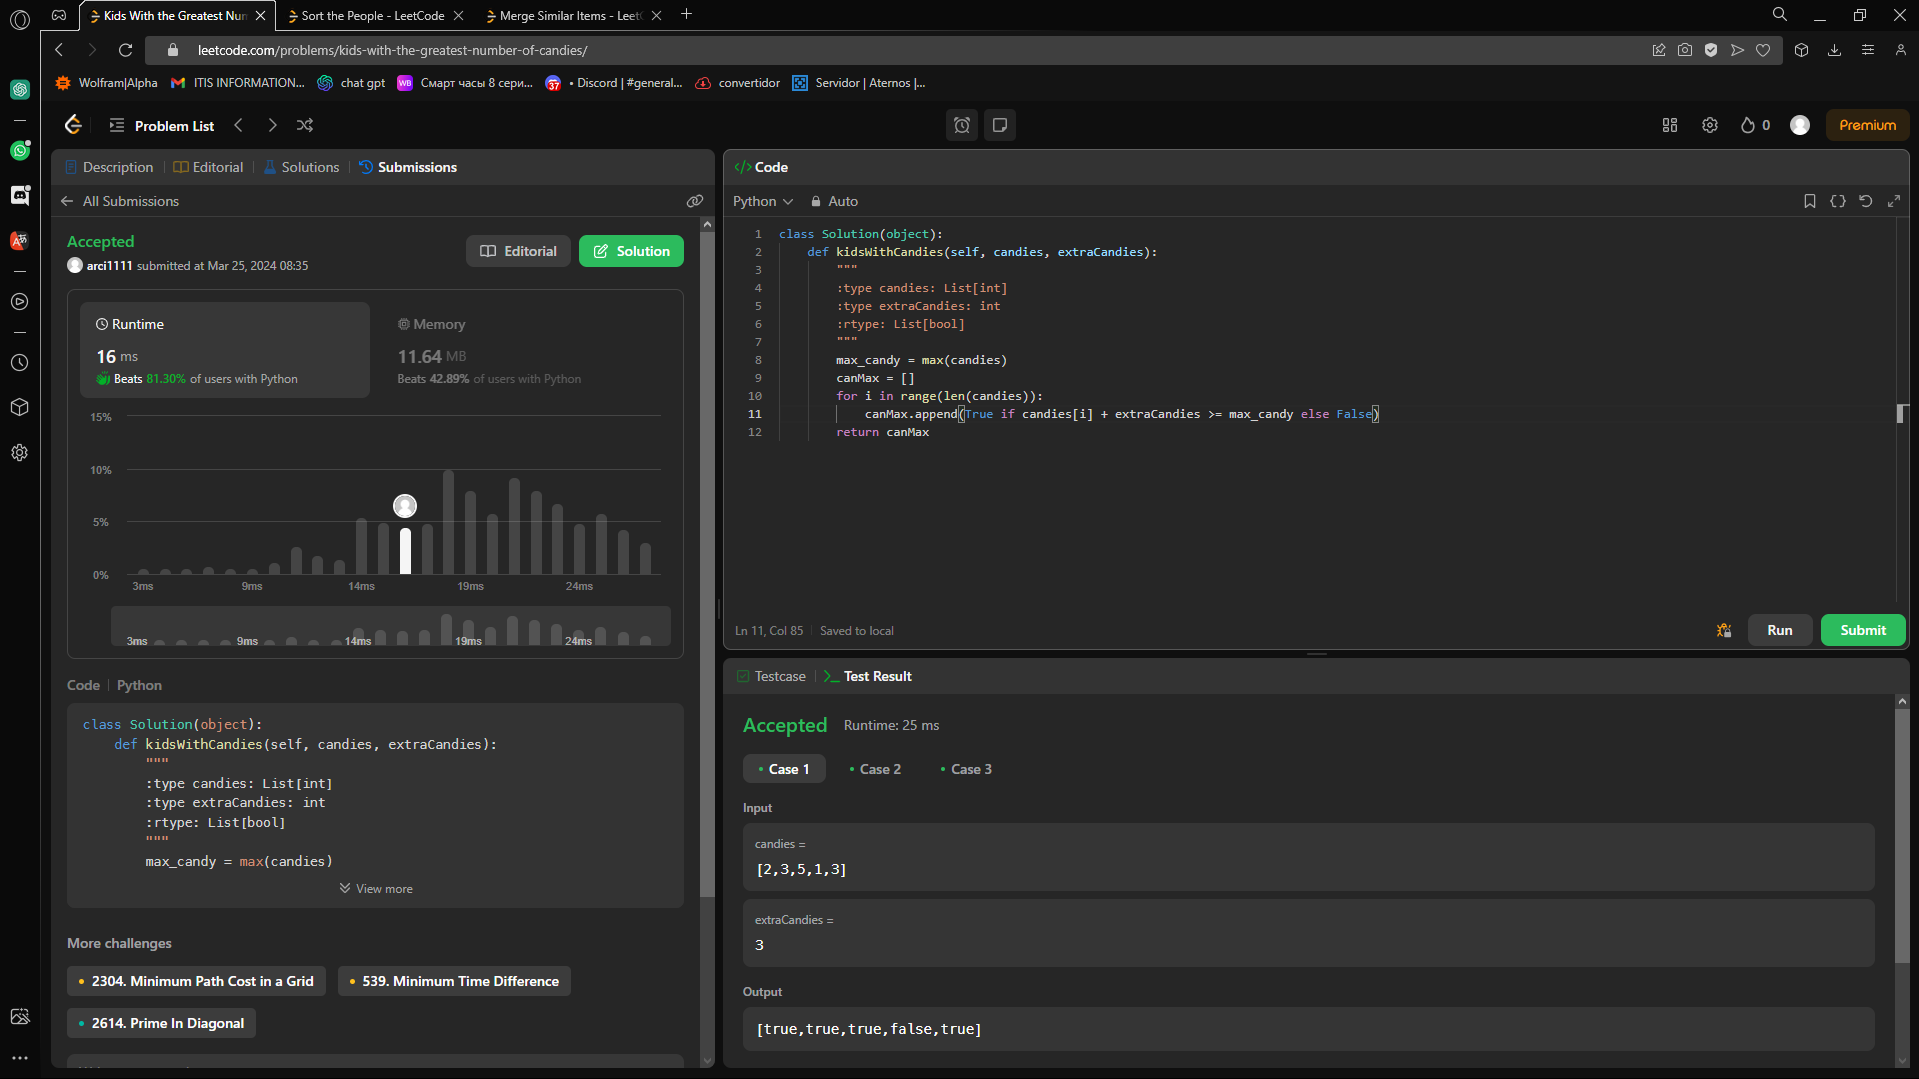 Kids With the Greatest Num
Sort the People - LeetCode
Merge Similar Items - LeetC
leetcode.com/problems/kids-with-the-greatest-number-of-candies/
Wolfram|Alpha
ITIS INFORMATION...
chat gpt
WB
Смарт часы 8 сери...
37
• Discord | #general...
convertidor
Servidor | Aternos |...
Problem List
0
Premium
Description
Editorial
Solutions
Submissions
All Submissions
Accepted
arci1111 submitted at Mar 25, 2024 08:35
Editorial
Solution
Runtime
16 ms
Beats 81.30% of users with Python
Memory
11.64 MB
Beats 42.89% of users with Python
15%
10%
5%
0%
3ms 9ms 14ms 19ms 24ms
3ms 9ms 14ms 19ms 24ms
Code | Python
class Solution(object):
    def kidsWithCandies(self, candies, extraCandies):
        """
        :type candies: List[int]
        :type extraCandies: int
        :rtype: List[bool]
        """
        max_candy = max(candies)
View more
More challenges
2304. Minimum Path Cost in a Grid
539. Minimum Time Difference
2614. Prime In Diagonal
</> Code
Python
Auto
1 class Solution(object):
2     def kidsWithCandies(self, candies, extraCandies):
3         """
4         :type candies: List[int]
5         :type extraCandies: int
6         :rtype: List[bool]
7         """
8         max_candy = max(candies)
9         canMax = []
10         for i in range(len(candies)):
11             canMax.append(True if candies[i] + extraCandies >= max_candy else False)
12         return canMax
Ln 11, Col 85 | Saved to local
Run
Submit
Testcase
Test Result
Accepted
Runtime: 25 ms
Case 1
Case 2
Case 3
Input
candies =
[2,3,5,1,3]
extraCandies =
3
Output
[true,true,true,false,true]